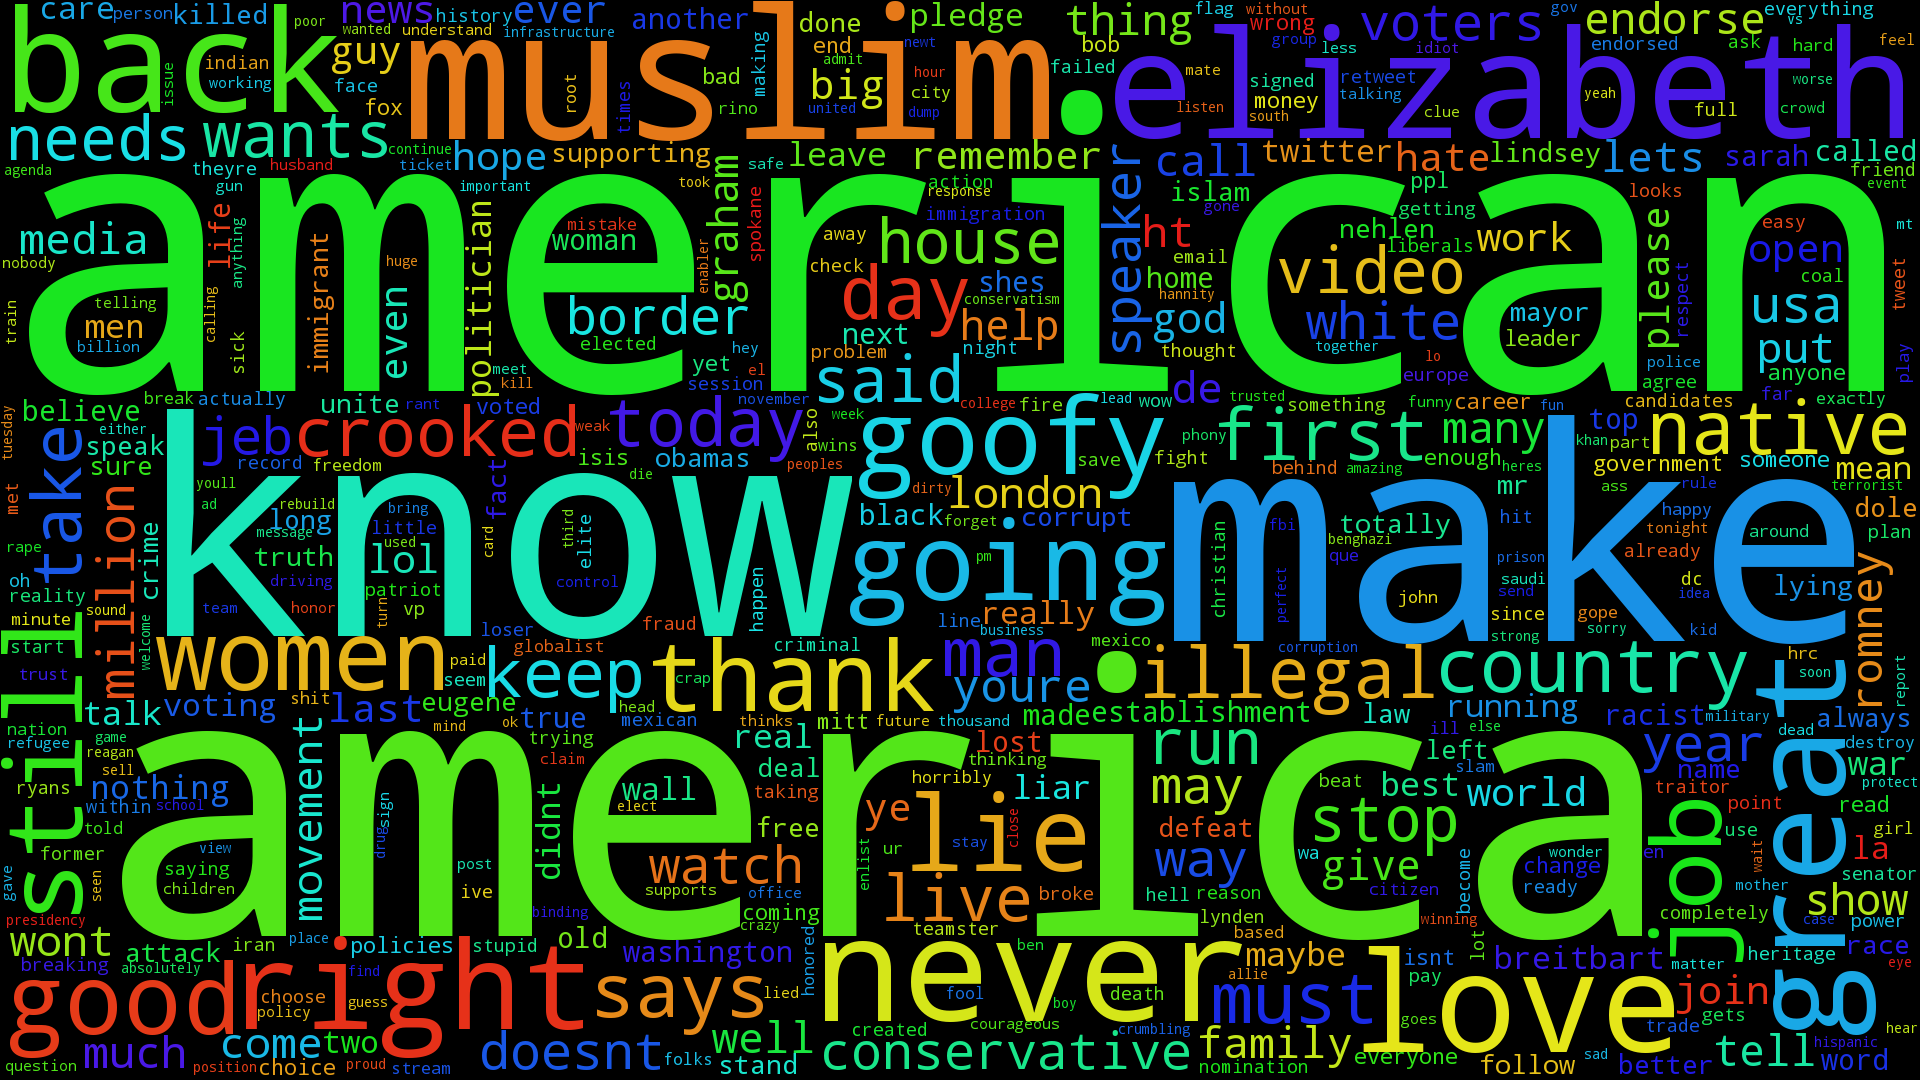 care person killed news ever another done pledge thing flag without gov endorse everything
back poor history wanted understand infrastructure muslim end admit newt bob wrong group voters less idiot endorsed vs ask hard feel
guy indian working face issue fox root times bad rino making big hour city united dump failed elizabeth mate signed retweet talking money listen south clue yeah full worse crowd
needs wants continue theyre husband ticket hope supporting safe leave remember call twitter hate lindsey lets sarah called friend
agenda gun important took graham action response speaker islam ppl getting looks event
american
media life anything immigrant politician mistake woman spokane immigration away house ht gone nehlen liberals work please easy open mt
nobody huge enabler check day shes email home hannity video respect coal tweet
train telling men billion calling sick even border elected conservatism help god white mayor leader usa
next night thought together police put play
yet hey problem el lo agree anyone
meet kill session november said de europe far
break actually unite rant voted college fire lead wow trusted something funny career fun candidates exactly
believe either speak sure jeb crooked weak today also week wins goofy phony first many top khan part native
tuesday take record freedom isis obamas peoples save fight behind amazing enough heres government someone mean
met million youll ad rebuild fact die dirty london mr ass rule terrorist
long message bring little elite third black forget corrupt totally hit happy tonight dole plan
rape crime know truth used lol card going christian fbi benghazi que make prison already around
oh reality driving patriot control pm saudi send dc idea lying
minute sound team honor turn vp happen perfect john since gope romney
start welcome loser globalist fraud criminal line really business mexico strong sorry kid
still women paid seem keep crap thank man corruption illegal country hrc soon report
trust shit eugene head youre great
talk voting last ok true mexican thinks mitt future thousand made establishment law running racist military always
nation refugee game reagan movement mind trying real lost ill else dead
sell claim deal thinking run left slam year name destroy
ryans nothing america wall taking horribly liar may beat best world traitor war protect
within school sign elect lie close stop job point read
told drug didnt free ye defeat use girl
former view watch ur stay wa wonder en wait la
saying post enlist way give change senator
gave seen children ive supports office live broke hell reason citizen become ready mother show
presidency binding coming crazy teamster lynden winning completely case power
wont attack iran place policies stupid old washington honored never ben based maybe isnt lot breitbart heritage race
breaking absolutely find allie pay love matter eye
good right choose policy guess says lied fool boy death must join
courageous goes trade gets
come two well created crumbling hear
much doesnt conservative family everyone better tell hispanic
question choice position proud stream folks stand nomination follow sad word